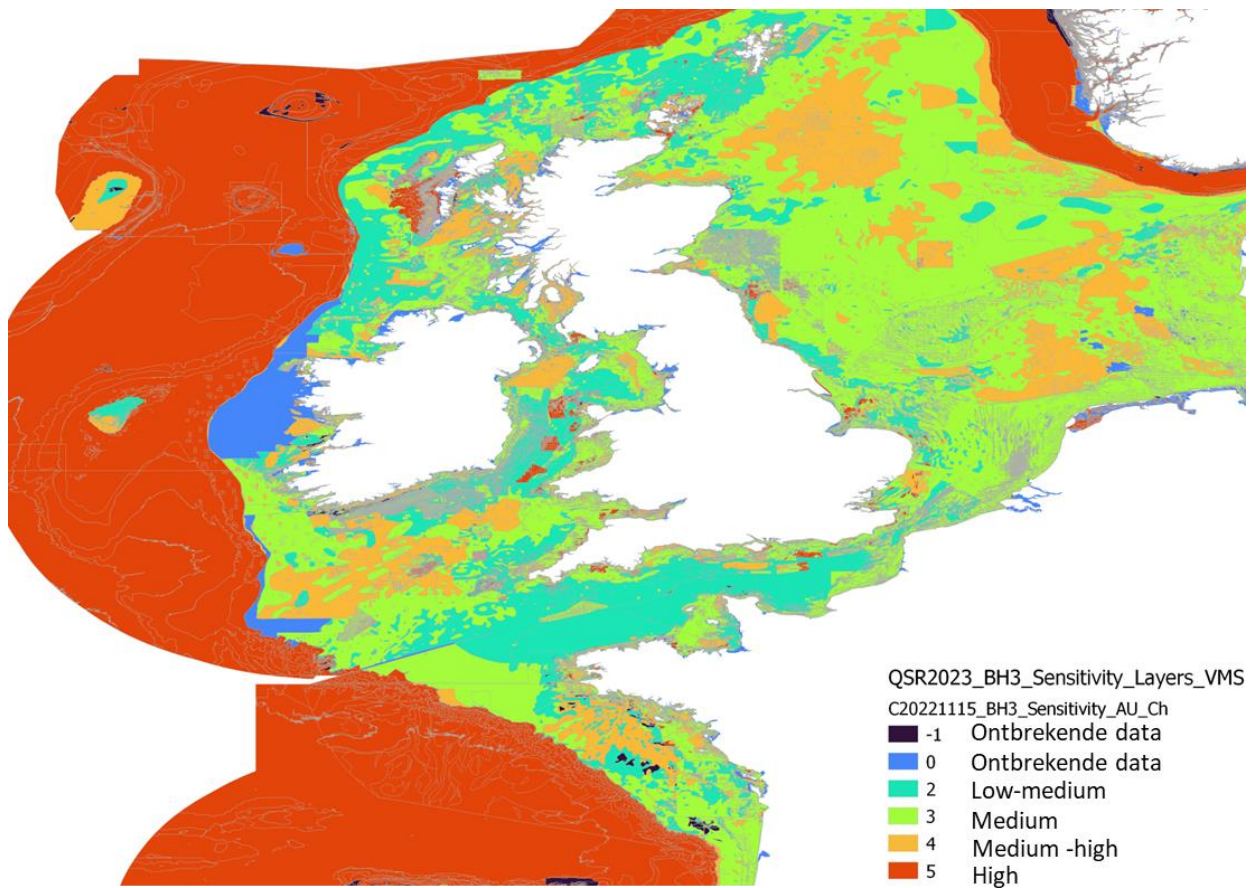 QSR2023_BH3_Sensitivity_Layers_VMS
C20221115_BH3_Sensitivity_AU_Ch
-1 Ontbrekende data
0 Ontbrekende data
2 Low-medium
3 Medium
4 Medium -high
5 High